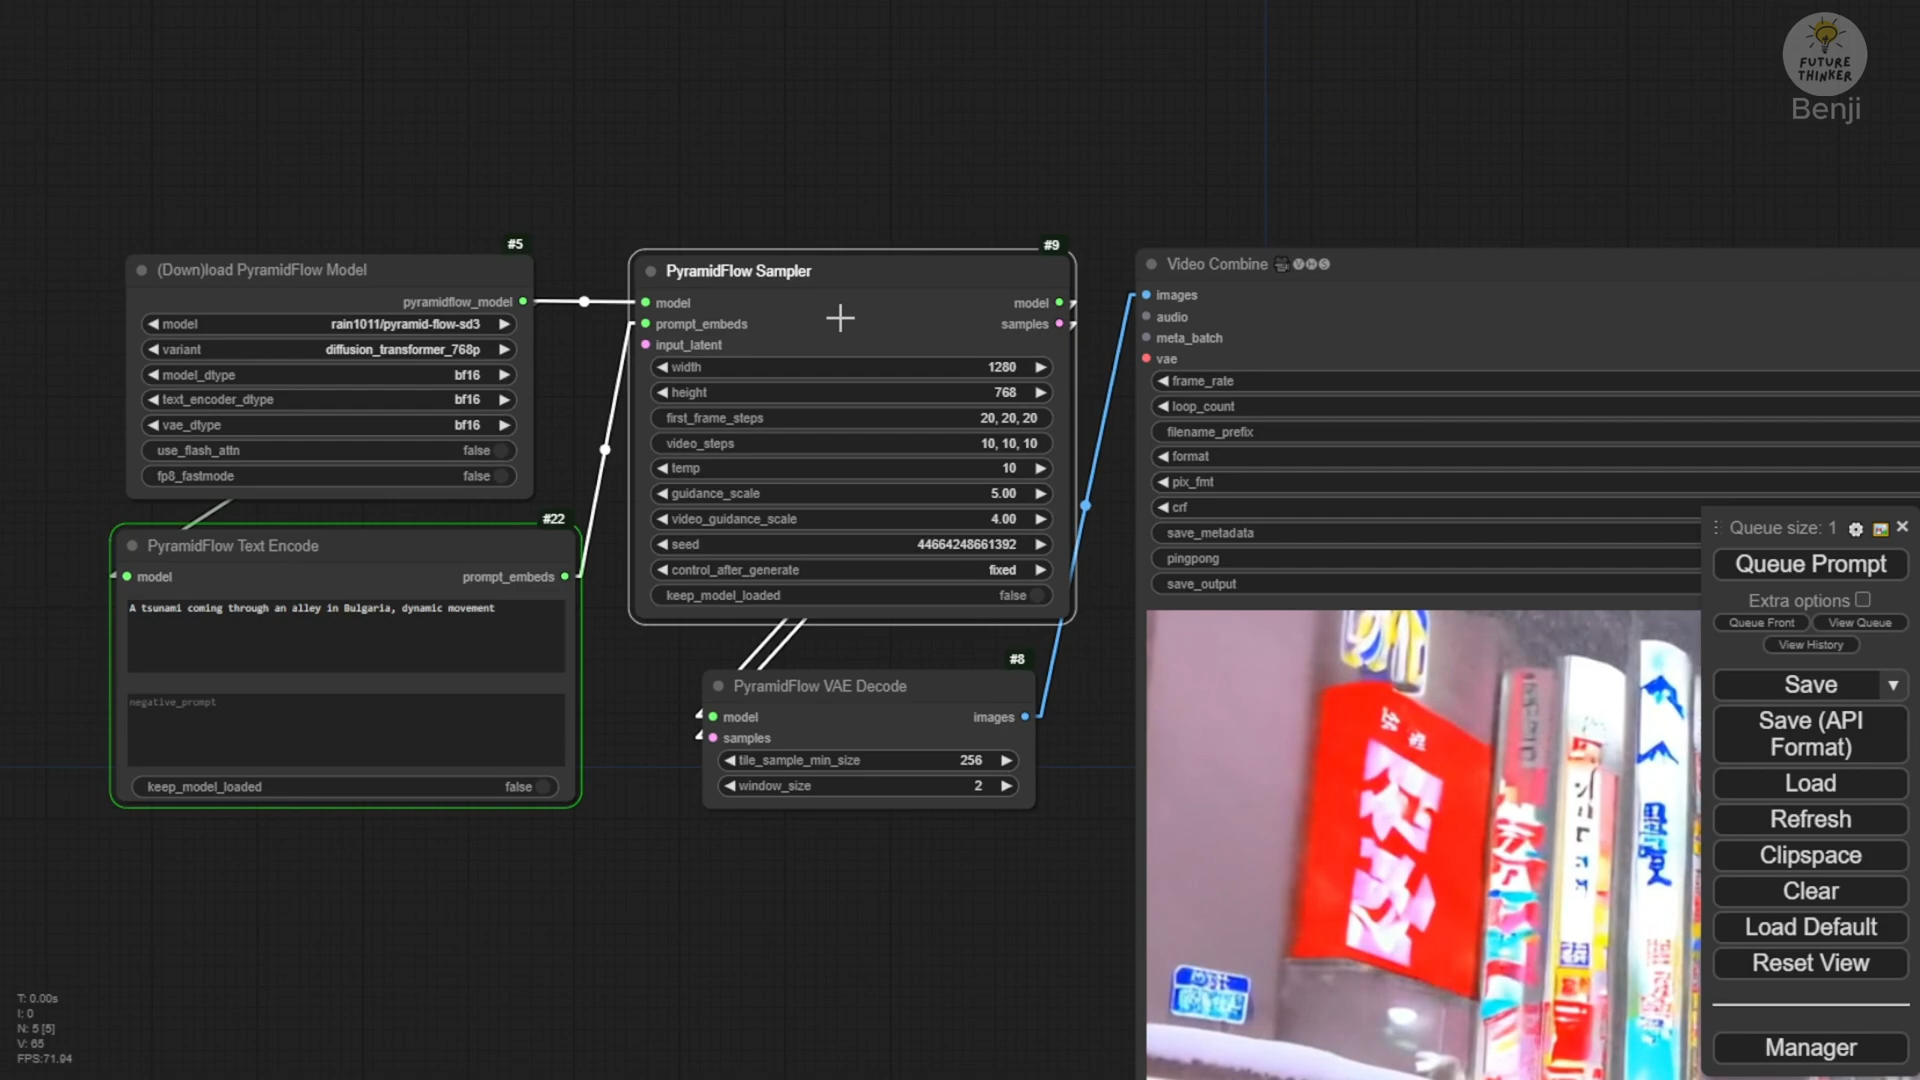 FUTURE
THINKER
Benji
#5
(Down)load PyramidFlow Model
pyramidflow_model
model rain1011/pyramid-flow-sd3
variant diffusion_transformer_768p
model_dtype bf16
text_encoder_dtype bf16
vae_dtype bf16
use_flash_attn false
fp8_fastmode false
#22
PyramidFlow Text Encode
model prompt_embeds
A tsunami coming through an alley in Bulgaria, dynamic movement
negative_prompt
keep_model_loaded false
#9
PyramidFlow Sampler
model model
prompt_embeds samples
input_latent
width 1280
height 768
first_frame_steps 20, 20, 20
video_steps 10, 10, 10
temp 10
guidance_scale 5.00
video_guidance_scale 4.00
seed 44664248661392
control_after_generate fixed
keep_model_loaded false
#8
PyramidFlow VAE Decode
model images
samples
tile_sample_min_size 256
window_size 2
Video Combine
images
audio
meta_batch
vae
frame_rate
loop_count
filename_prefix
format
pix_fmt
crf
save_metadata
pingpong
save_output
Queue size: 1
Queue Prompt
Extra options
Queue Front View Queue
View History
Save
Save (API
Format)
Load
Refresh
Clipspace
Clear
Load Default
Reset View
Manager
T: 0.00s
I: 0
N: 5 [5]
V: 65
FPS:71.94